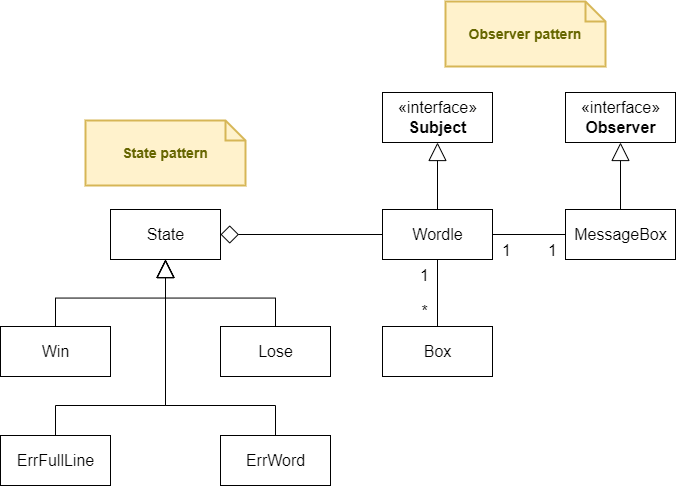 Observer pattern
«interface»
Subject
«interface»
Observer
State pattern
State
Wordle
MessageBox
1
1
1
*
Win
Lose
Box
ErrFullLine
ErrWord